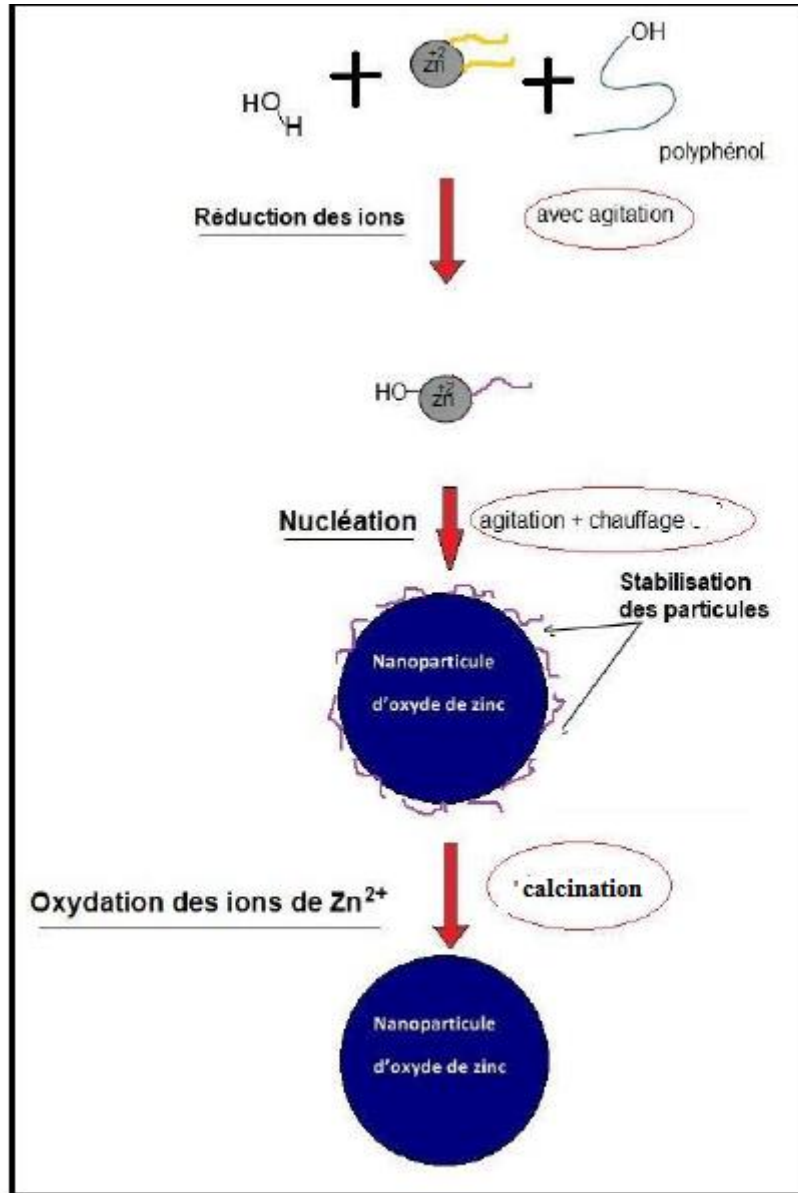 OH
+2
Zn
HO
H
polyphénol
Réduction des ions
avec agitation
HO
+2
zn
Nucléation
agitation + chauffage
Stabilisation
des particules
Nanoparticule
d'oxyde de zinc
calcination
Oxydation des ions de Zn²⁺
Nanoparticule
d'oxyde de zinc